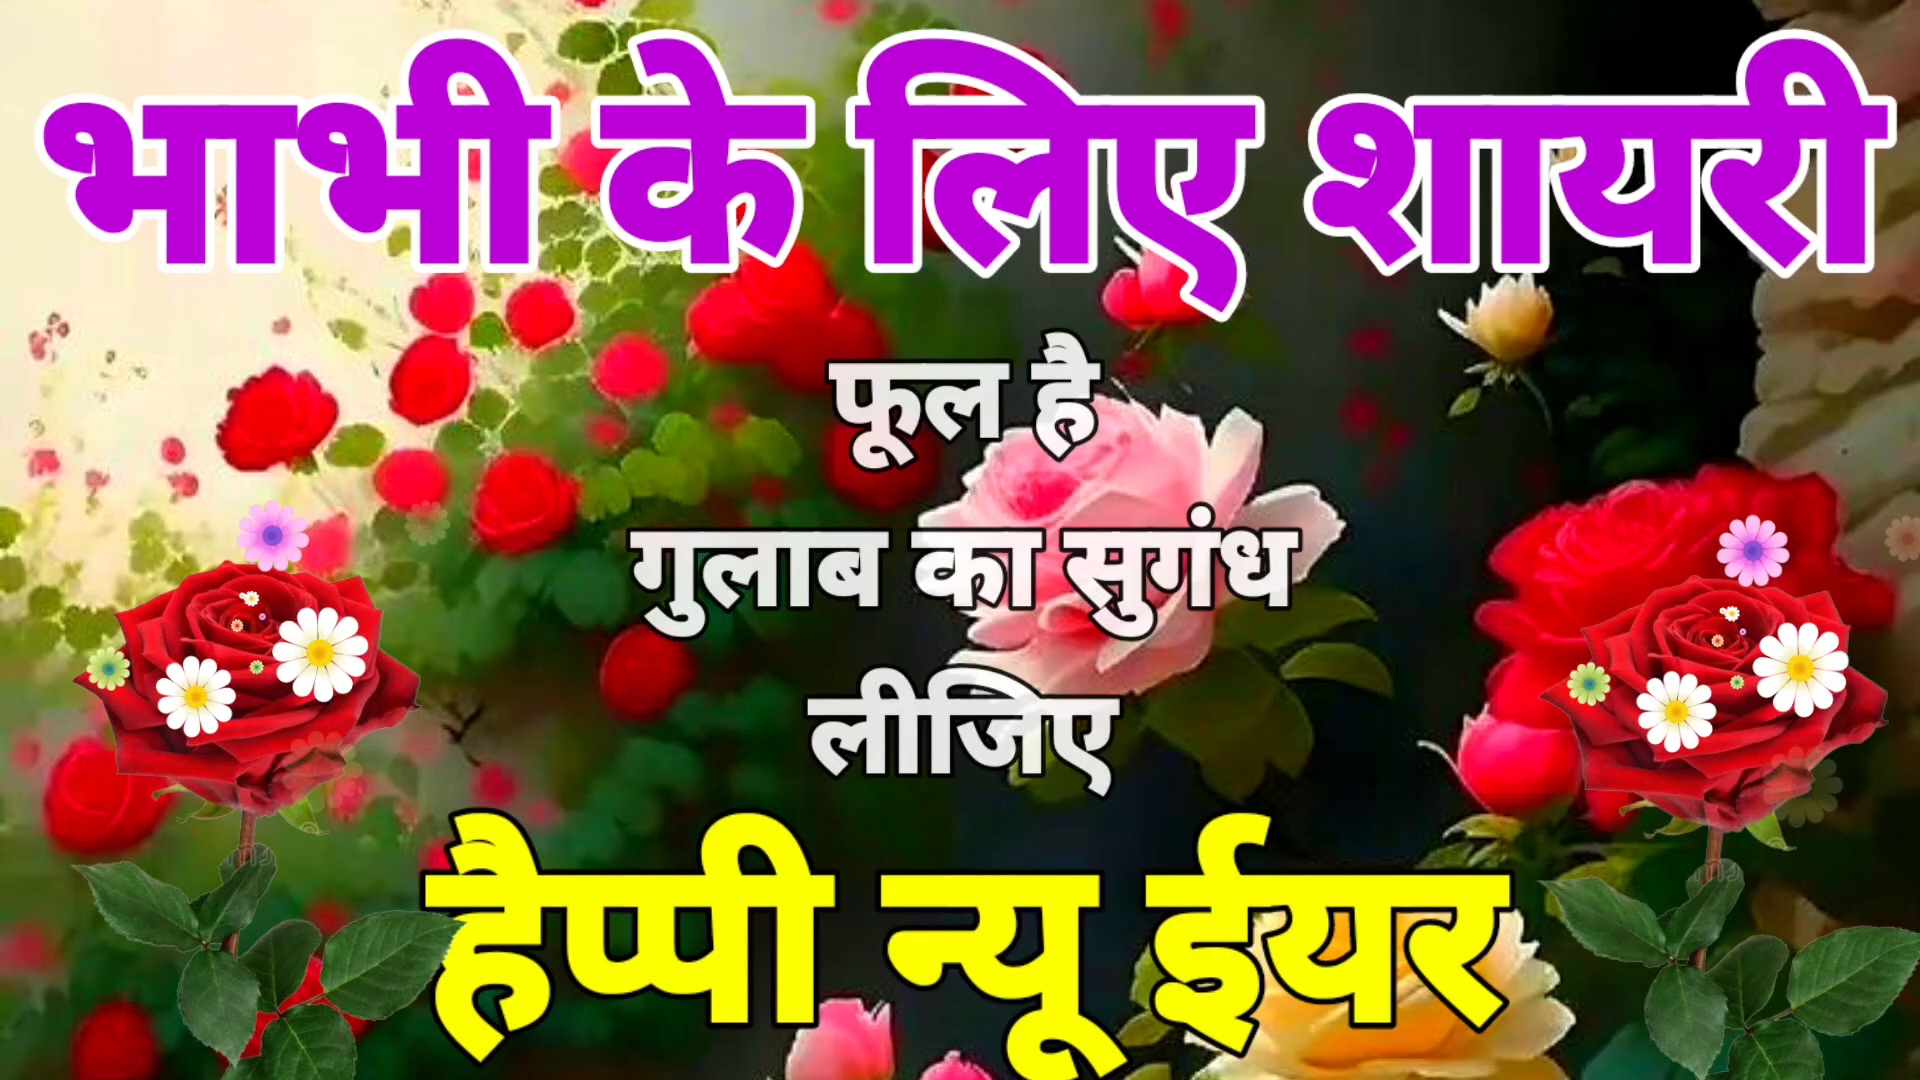 भाभी के लिए शायरी
फूल है
गुलाब का सुगंध
लीजिए
हैप्पी न्यू ईयर